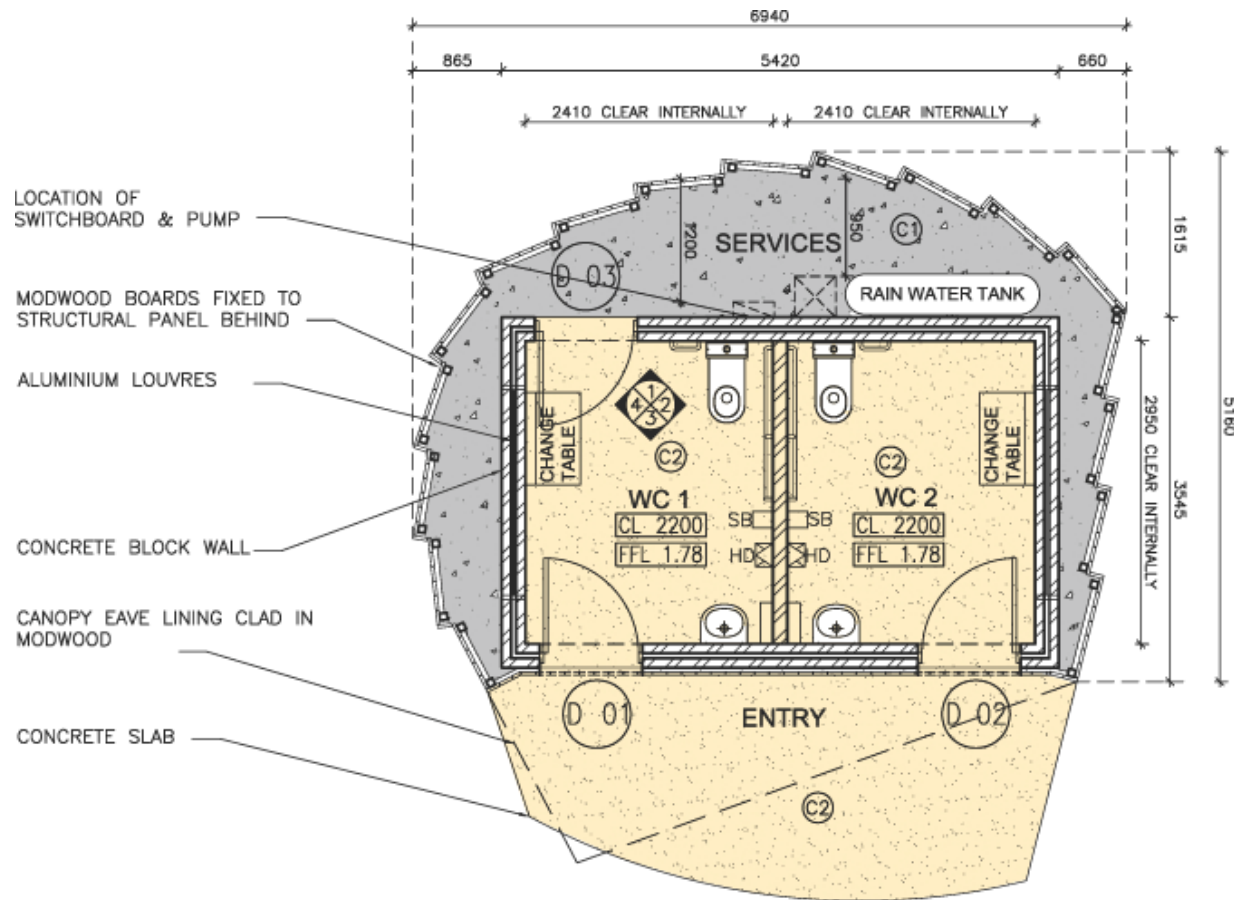 6940
865
5420
660
2410 CLEAR INTERNALLY
2410 CLEAR INTERNALLY
LOCATION OF
SWITCHBOARD & PUMP
MODWOOD BOARDS FIXED TO
STRUCTURAL PANEL BEHIND
ALUMINIUM LOUVRES
CONCRETE BLOCK WALL
CANOPY EAVE LINING CLAD IN
MODWOOD
CONCRETE SLAB
D 03
1200
SERVICES
950
C1
RAIN WATER TANK
1615
5160
3545
2950 CLEAR INTERNALLY
CHANGE
TABLE
1
4 2
3
C2
WC 1
CL 2200
FFL 1.78
SB
HD
SB
HD
C2
WC 2
CL 2200
FFL 1.78
CHANGE
TABLE
D 01
ENTRY
D 02
C2